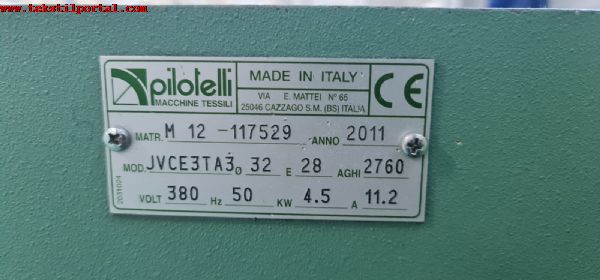 www.tekstilportal.com
pilotelli
MACCHINE TESSILI
MADE IN ITALY
VIA E. MATTEI N° 65
25046 CAZZAGO S.M. (BS) ITALIA
CE
MATR. M 12 -117529 ANNO 2011
MOD. JVCE3TA3 Ø 32 E 28 AGHI 2760
VOLT 380 Hz 50 KW 4.5 A 11.2